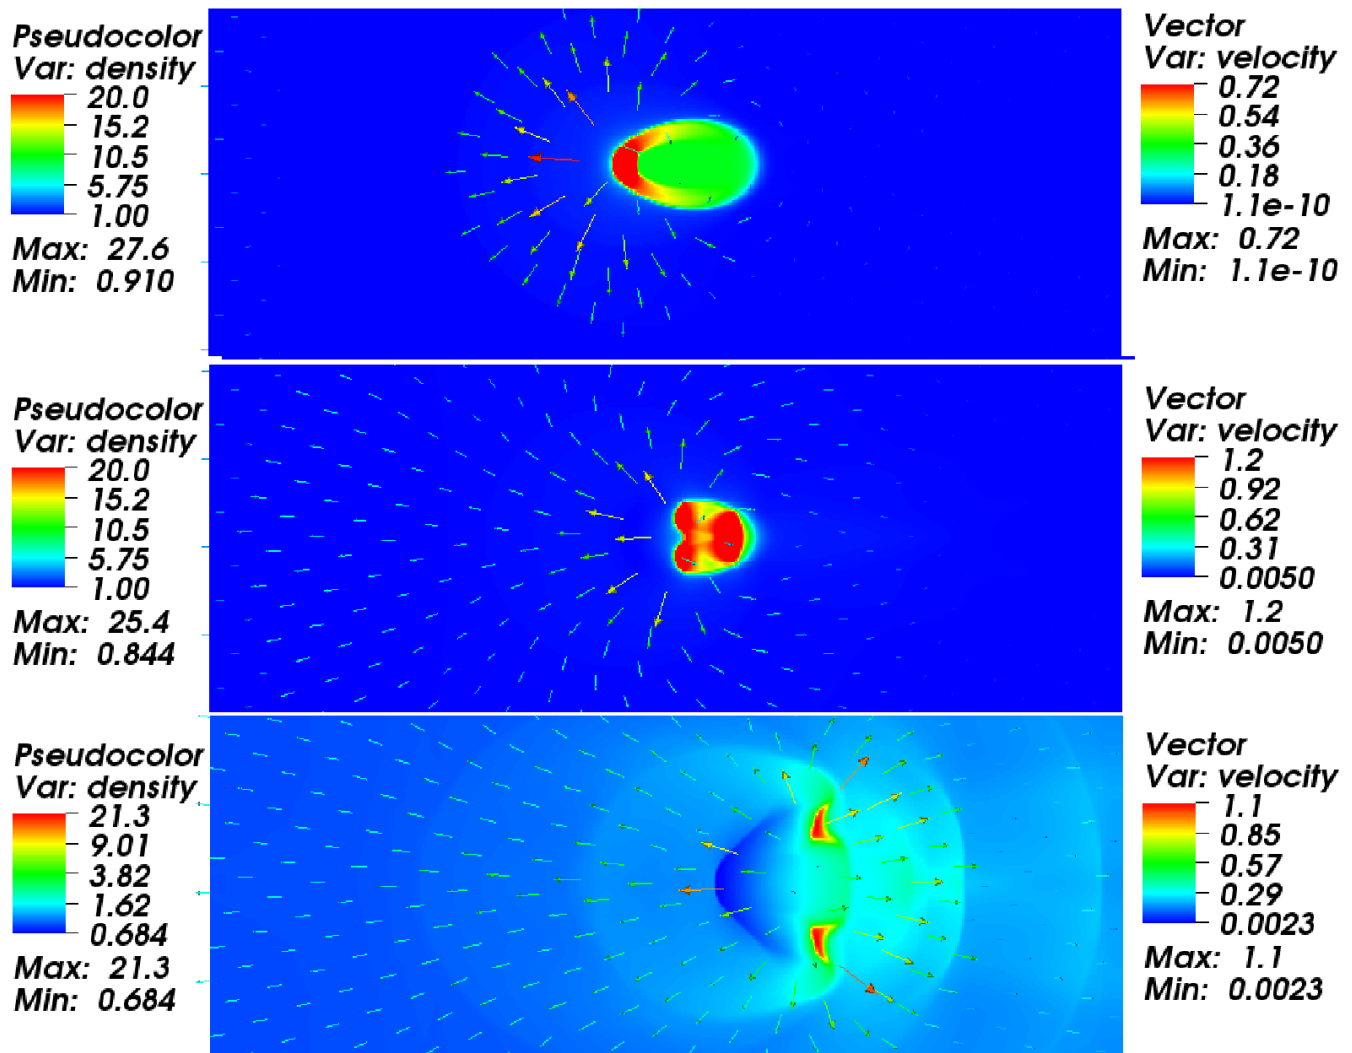 Pseudocolor
Var: density
20.0
15.2
10.5
5.75
1.00
Max: 27.6
Min: 0.910
Vector
Var: velocity
0.72
0.54
0.36
0.18
1.1e-10
Max: 0.72
Min: 1.1e-10
Pseudocolor
Var: density
20.0
15.2
10.5
5.75
1.00
Max: 25.4
Min: 0.844
Vector
Var: velocity
1.2
0.92
0.62
0.31
0.0050
Max: 1.2
Min: 0.0050
Pseudocolor
Var: density
21.3
9.01
3.82
1.62
0.684
Max: 21.3
Min: 0.684
Vector
Var: velocity
1.1
0.85
0.57
0.29
0.0023
Max: 1.1
Min: 0.0023